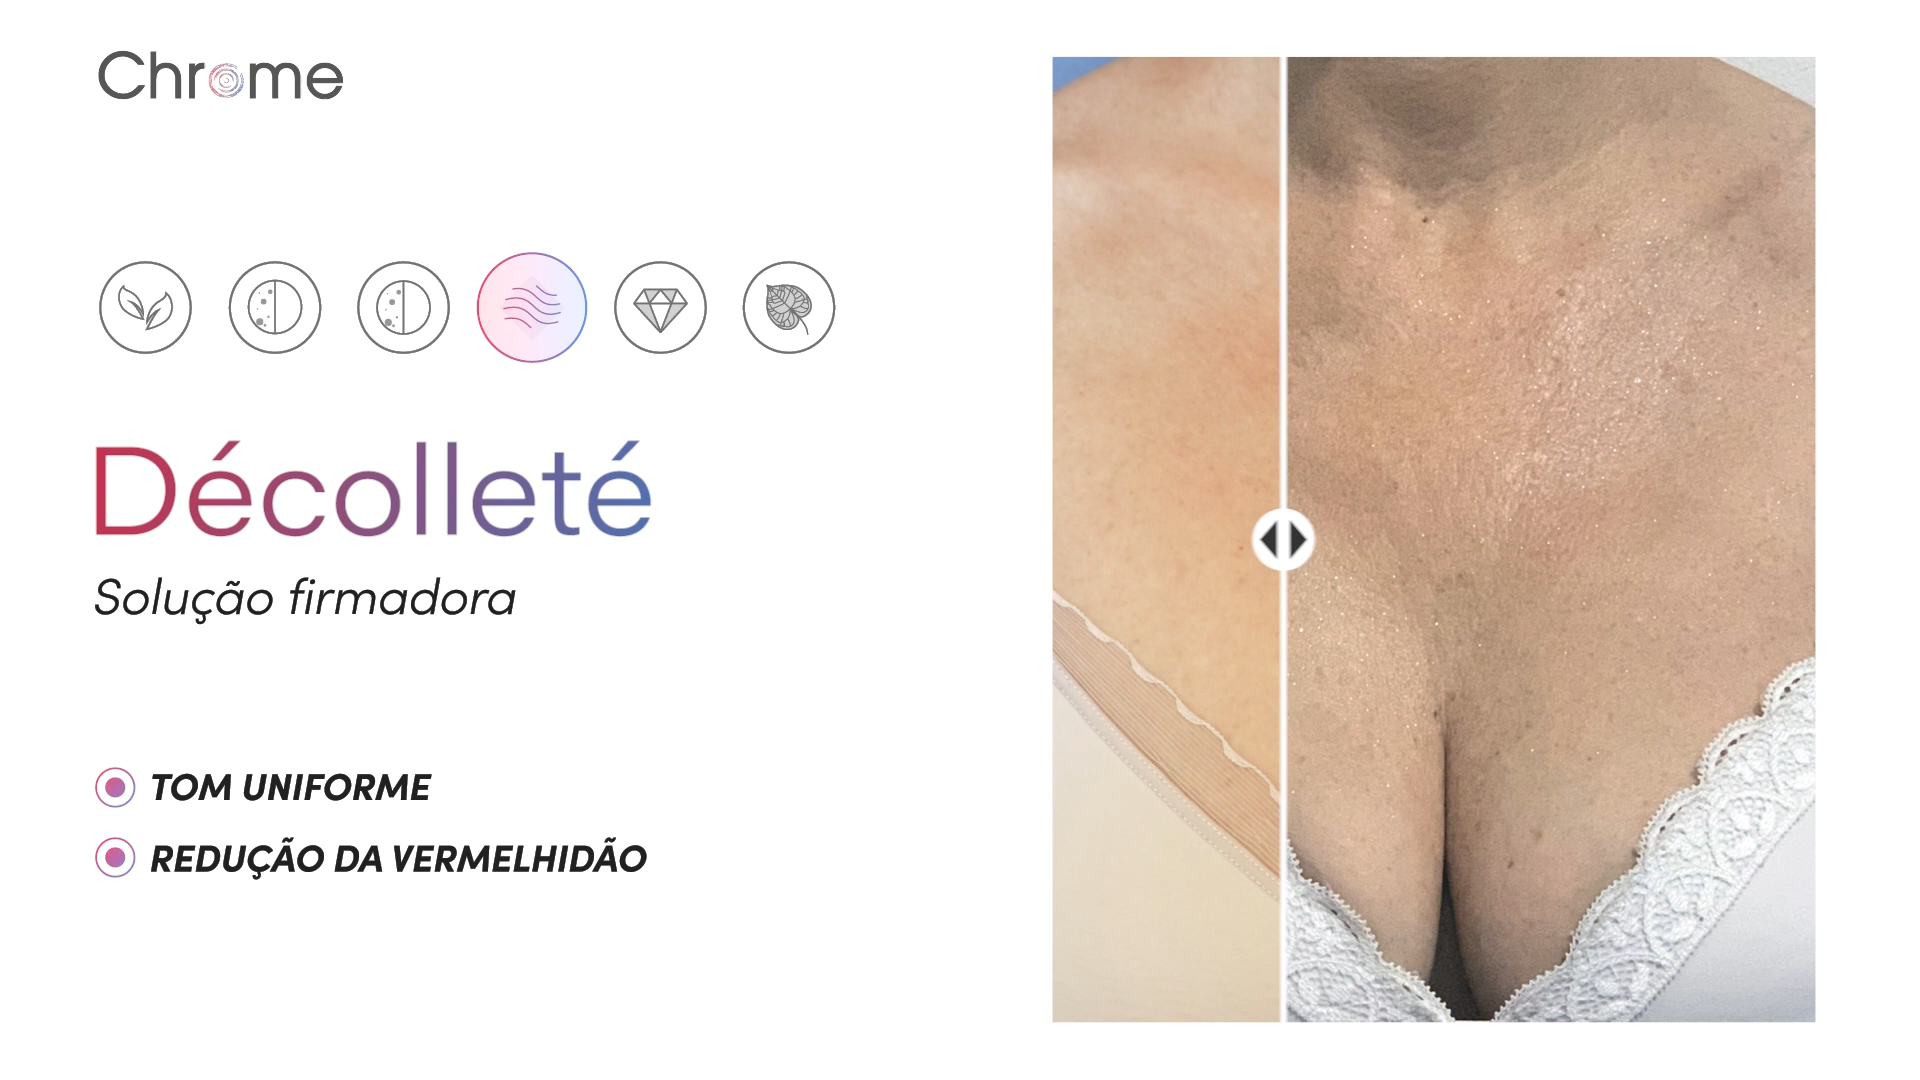 Chrome
Décolleté
Solução firmadora
TOM UNIFORME
REDUÇÃO DA VERMELHIDÃO